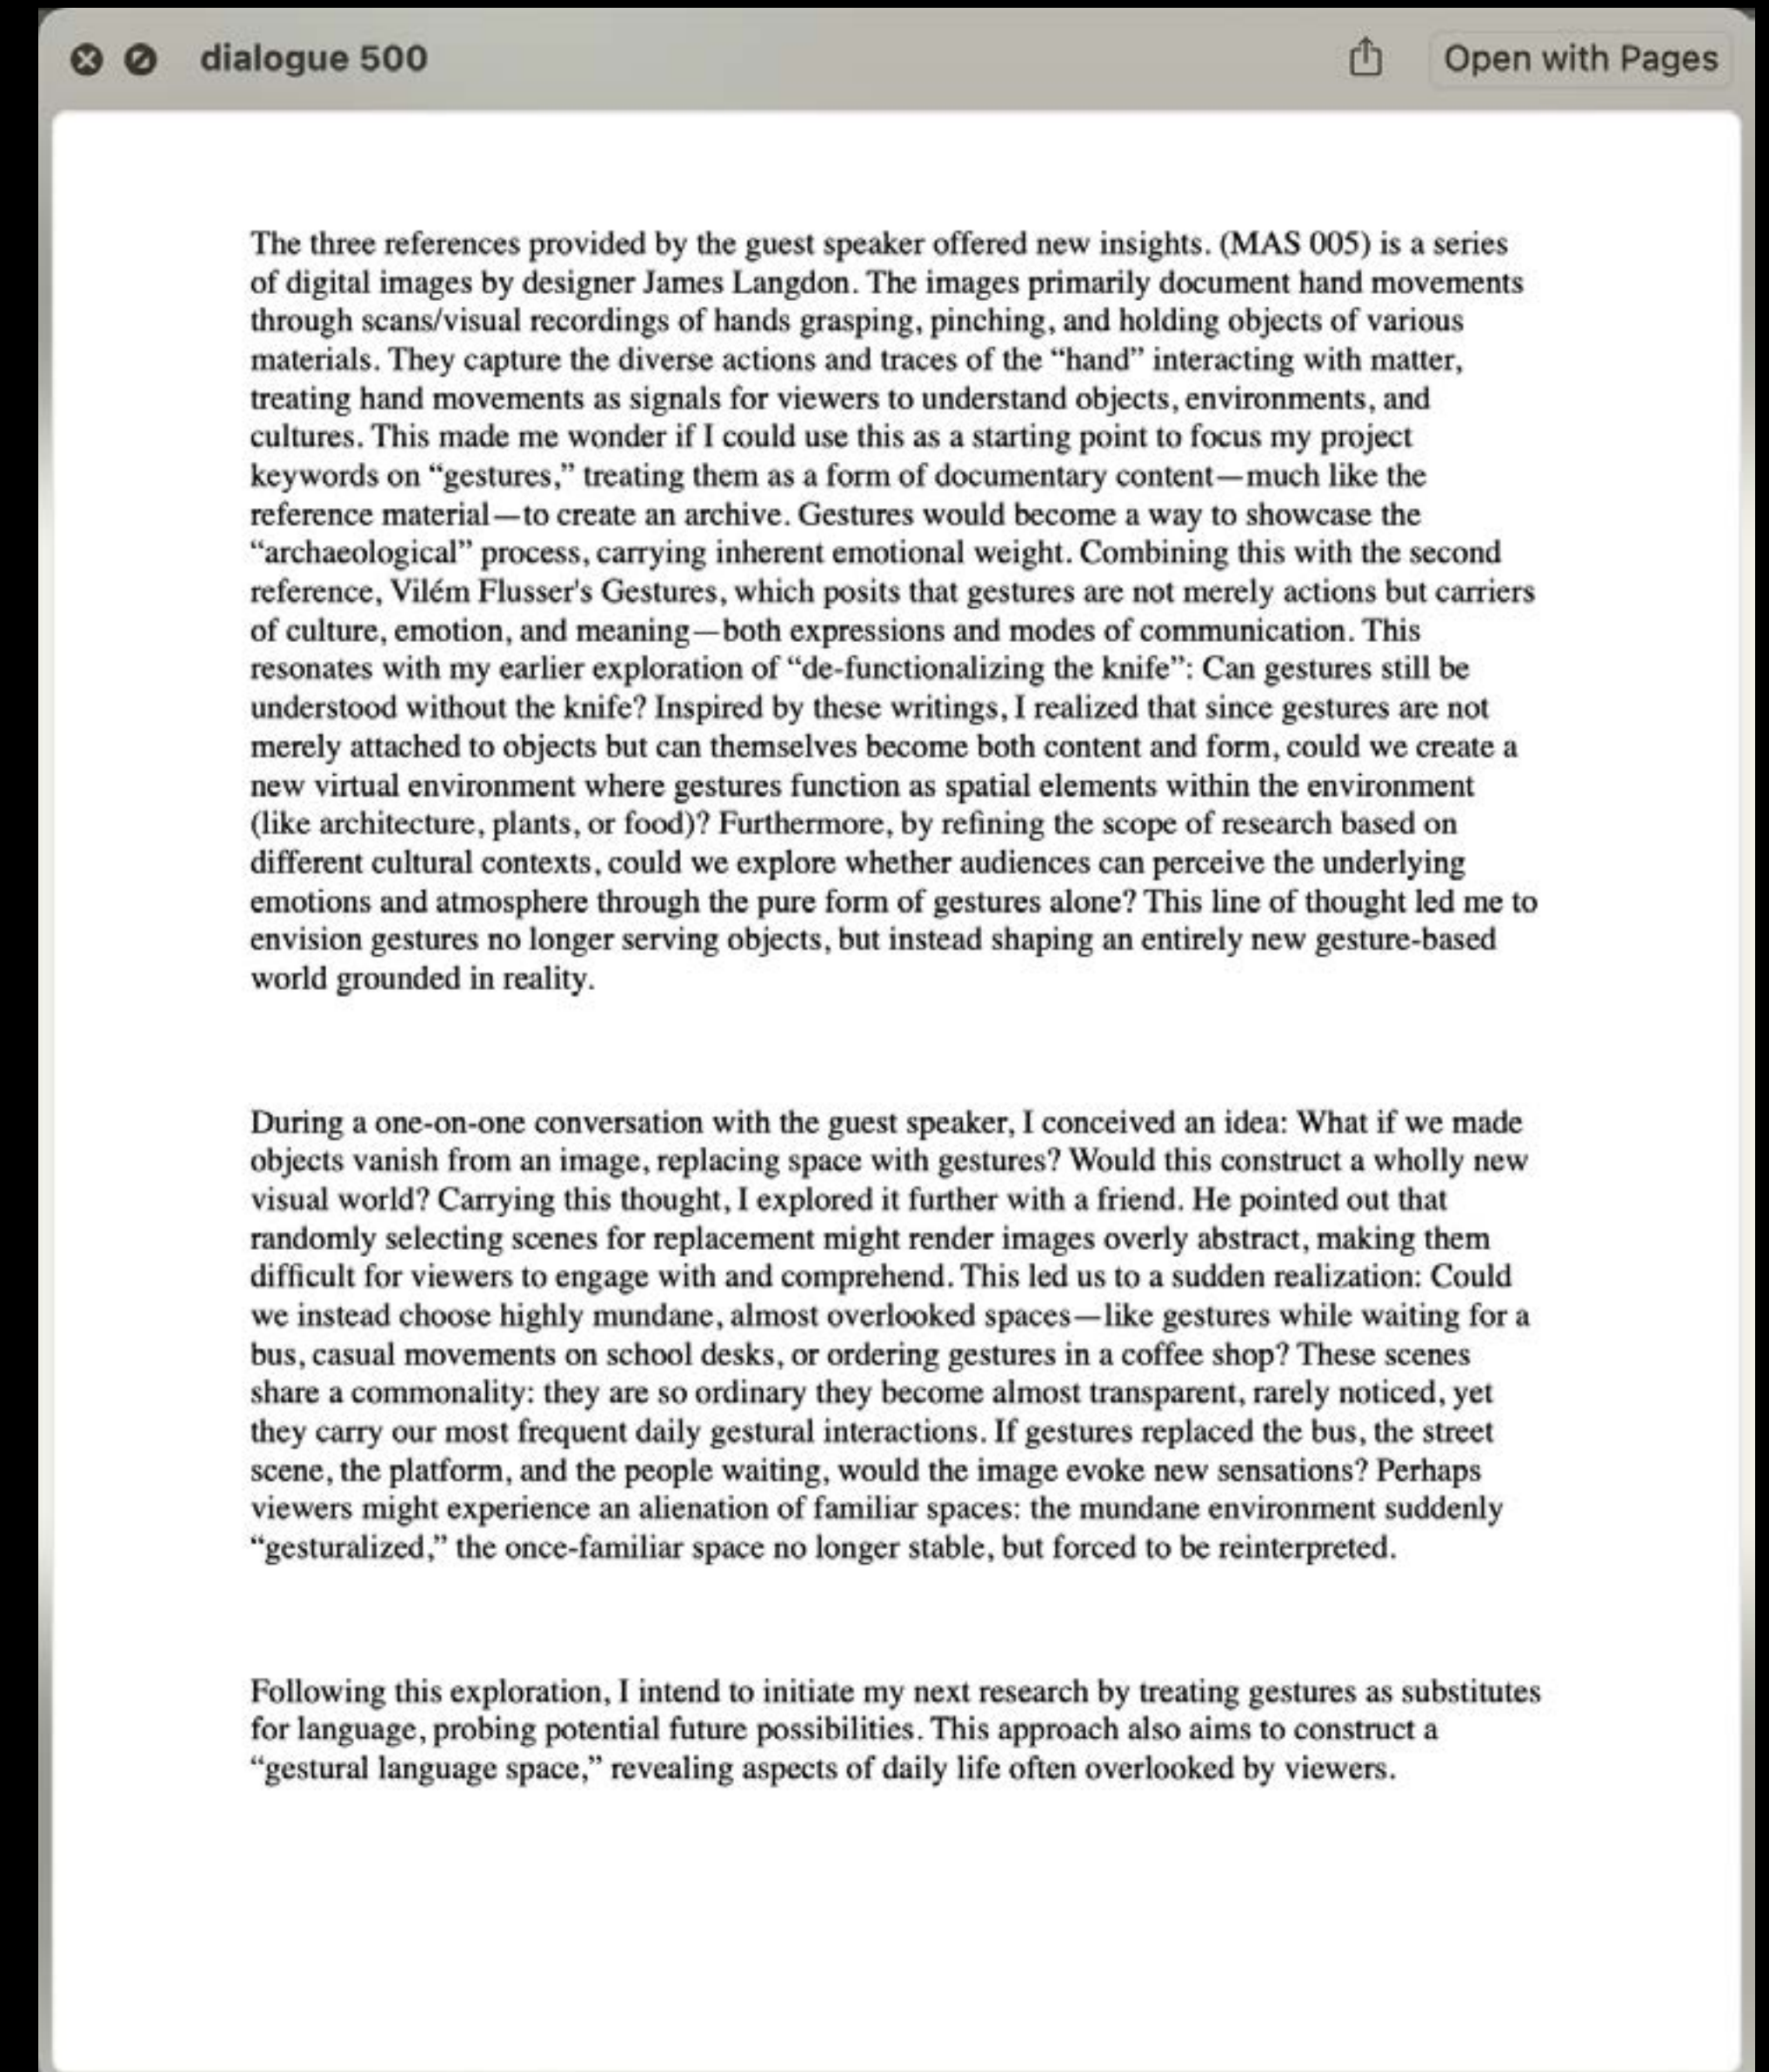 dialogue 500
Open with Pages
The three references provided by the guest speaker offered new insights. (MAS 005) is a series
of digital images by designer James Langdon. The images primarily document hand movements
through scans/visual recordings of hands grasping, pinching, and holding objects of various
materials. They capture the diverse actions and traces of the “hand” interacting with matter,
treating hand movements as signals for viewers to understand objects, environments, and
cultures. This made me wonder if I could use this as a starting point to focus my project
keywords on “gestures,” treating them as a form of documentary content—much like the
reference material—to create an archive. Gestures would become a way to showcase the
“archaeological” process, carrying inherent emotional weight. Combining this with the second
reference, Vilém Flusser's Gestures, which posits that gestures are not merely actions but carriers
of culture, emotion, and meaning—both expressions and modes of communication. This
resonates with my earlier exploration of “de-functionalizing the knife”: Can gestures still be
understood without the knife? Inspired by these writings, I realized that since gestures are not
merely attached to objects but can themselves become both content and form, could we create a
new virtual environment where gestures function as spatial elements within the environment
(like architecture, plants, or food)? Furthermore, by refining the scope of research based on
different cultural contexts, could we explore whether audiences can perceive the underlying
emotions and atmosphere through the pure form of gestures alone? This line of thought led me to
envision gestures no longer serving objects, but instead shaping an entirely new gesture-based
world grounded in reality.
During a one-on-one conversation with the guest speaker, I conceived an idea: What if we made
objects vanish from an image, replacing space with gestures? Would this construct a wholly new
visual world? Carrying this thought, I explored it further with a friend. He pointed out that
randomly selecting scenes for replacement might render images overly abstract, making them
difficult for viewers to engage with and comprehend. This led us to a sudden realization: Could
we instead choose highly mundane, almost overlooked spaces—like gestures while waiting for a
bus, casual movements on school desks, or ordering gestures in a coffee shop? These scenes
share a commonality: they are so ordinary they become almost transparent, rarely noticed, yet
they carry our most frequent daily gestural interactions. If gestures replaced the bus, the street
scene, the platform, and the people waiting, would the image evoke new sensations? Perhaps
viewers might experience an alienation of familiar spaces: the mundane environment suddenly
“gesturalized,” the once-familiar space no longer stable, but forced to be reinterpreted.
Following this exploration, I intend to initiate my next research by treating gestures as substitutes
for language, probing potential future possibilities. This approach also aims to construct a
“gestural language space,” revealing aspects of daily life often overlooked by viewers.